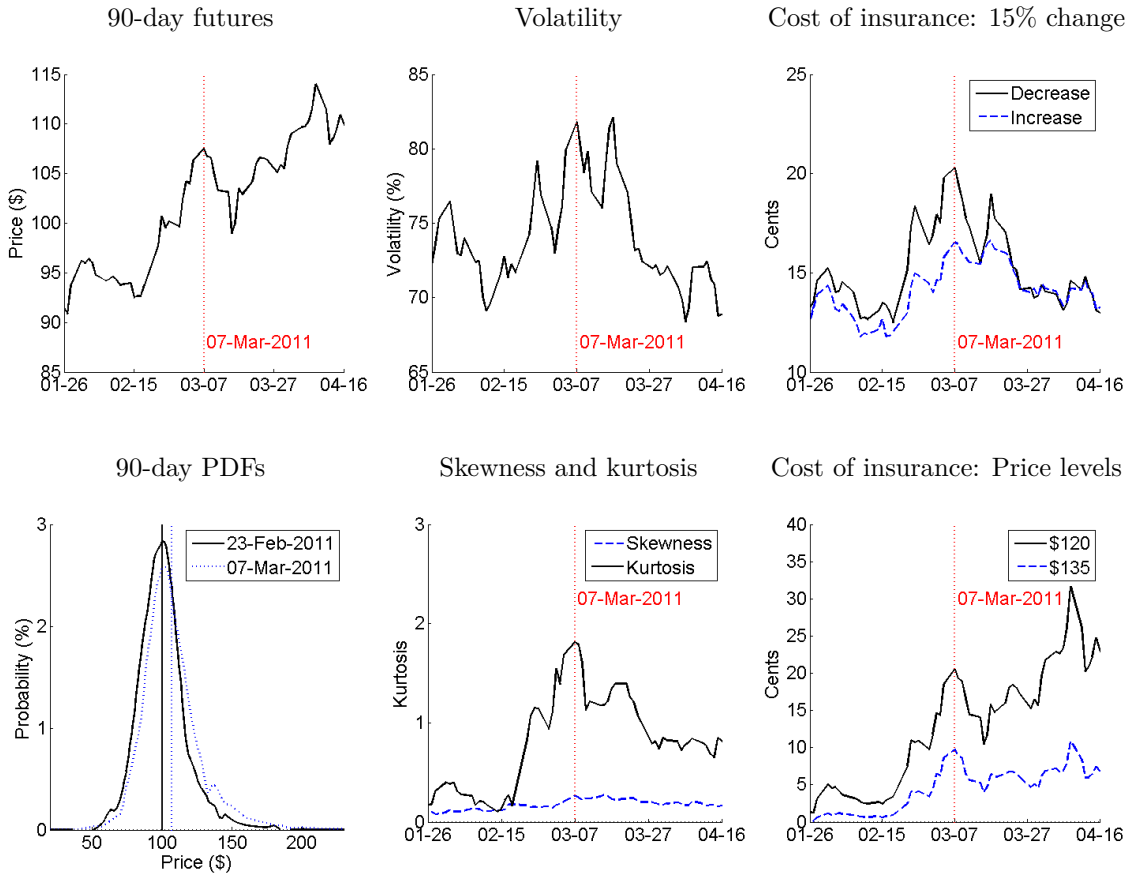 90-day futures
115
110
105
100
95
90
85
Price ($)
07-Mar-2011
01-26
02-15
03-07
03-27
04-16
Volatility
85
80
75
70
65
Volatility (%)
07-Mar-2011
01-26
02-15
03-07
03-27
04-16
Cost of insurance: 15% change
25
20
15
10
Cents
Decrease
Increase
07-Mar-2011
01-26
02-15
03-07
03-27
04-16
90-day PDFs
3
2
1
0
Probability (%)
23-Feb-2011
07-Mar-2011
50
100
150
200
Price ($)
Skewness and kurtosis
3
2
1
0
Kurtosis
Skewness
Kurtosis
07-Mar-2011
01-26
02-15
03-07
03-27
04-16
Cost of insurance: Price levels
40
35
30
25
20
15
10
5
0
Cents
$120
$135
07-Mar-2011
01-26
02-15
03-07
03-27
04-16